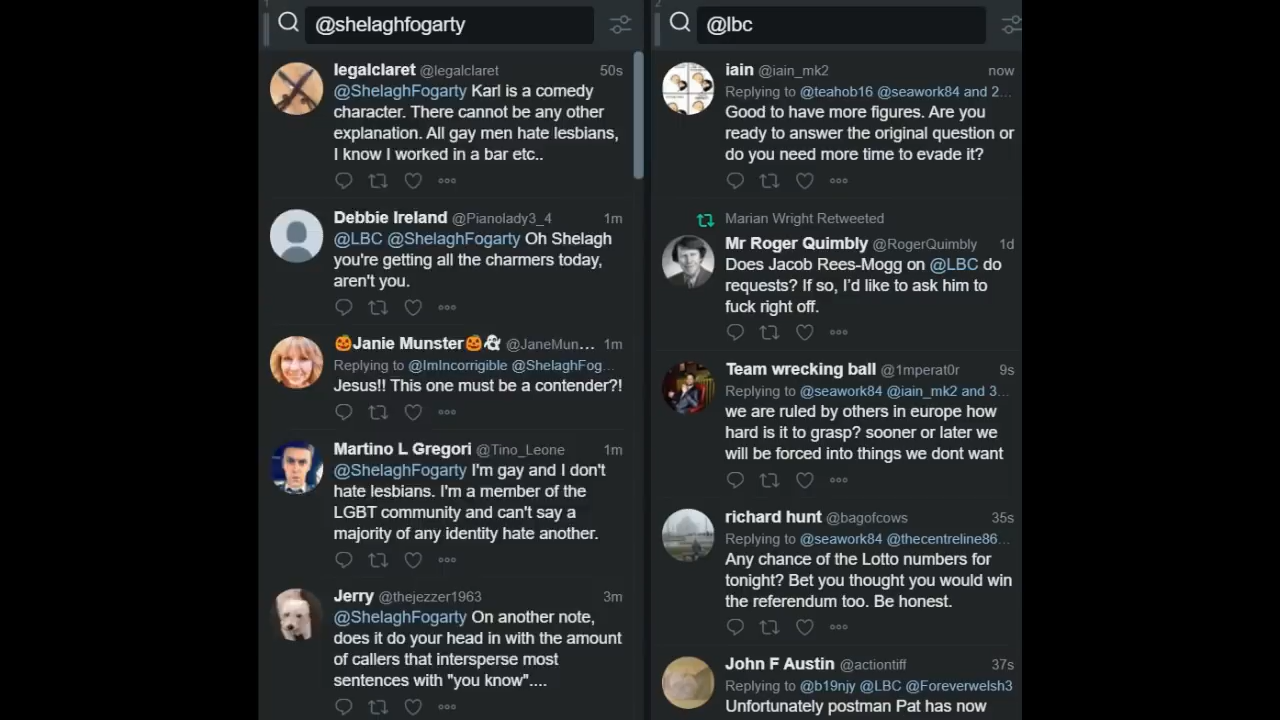 1
@shelaghfogarty
legalclaret @legalclaret 50s
@ShelaghFogarty Karl is a comedy
character. There cannot be any other
explanation. All gay men hate lesbians,
I know I worked in a bar etc..
Debbie Ireland @Pianolady3_4 1m
@LBC @ShelaghFogarty Oh Shelagh
you're getting all the charmers today,
aren't you.
🎃Janie Munster🎃👻 @JaneMun... 1m
Replying to @ImIncorrigible @ShelaghFog...
Jesus!! This one must be a contender?!
Martino L Gregori @Tino_Leone 1m
@ShelaghFogarty I'm gay and I don't
hate lesbians. I'm a member of the
LGBT community and can't say a
majority of any identity hate another.
Jerry @thejezzer1963 3m
@ShelaghFogarty On another note,
does it do your head in with the amount
of callers that intersperse most
sentences with "you know"....
2
@lbc
iain @iain_mk2 now
Replying to @teahob16 @seawork84 and 2...
Good to have more figures. Are you
ready to answer the original question or
do you need more time to evade it?
Marian Wright Retweeted
Mr Roger Quimbly @RogerQuimbly 1d
Does Jacob Rees-Mogg on @LBC do
requests? If so, I'd like to ask him to
fuck right off.
Team wrecking ball @1mperat0r 9s
Replying to @seawork84 @iain_mk2 and 3...
we are ruled by others in europe how
hard is it to grasp? sooner or later we
will be forced into things we dont want
richard hunt @bagofcows 35s
Replying to @seawork84 @thecentreline86...
Any chance of the Lotto numbers for
tonight? Bet you thought you would win
the referendum too. Be honest.
John F Austin @actiontiff 37s
Replying to @b19njy @LBC @Foreverwelsh3
Unfortunately postman Pat has now